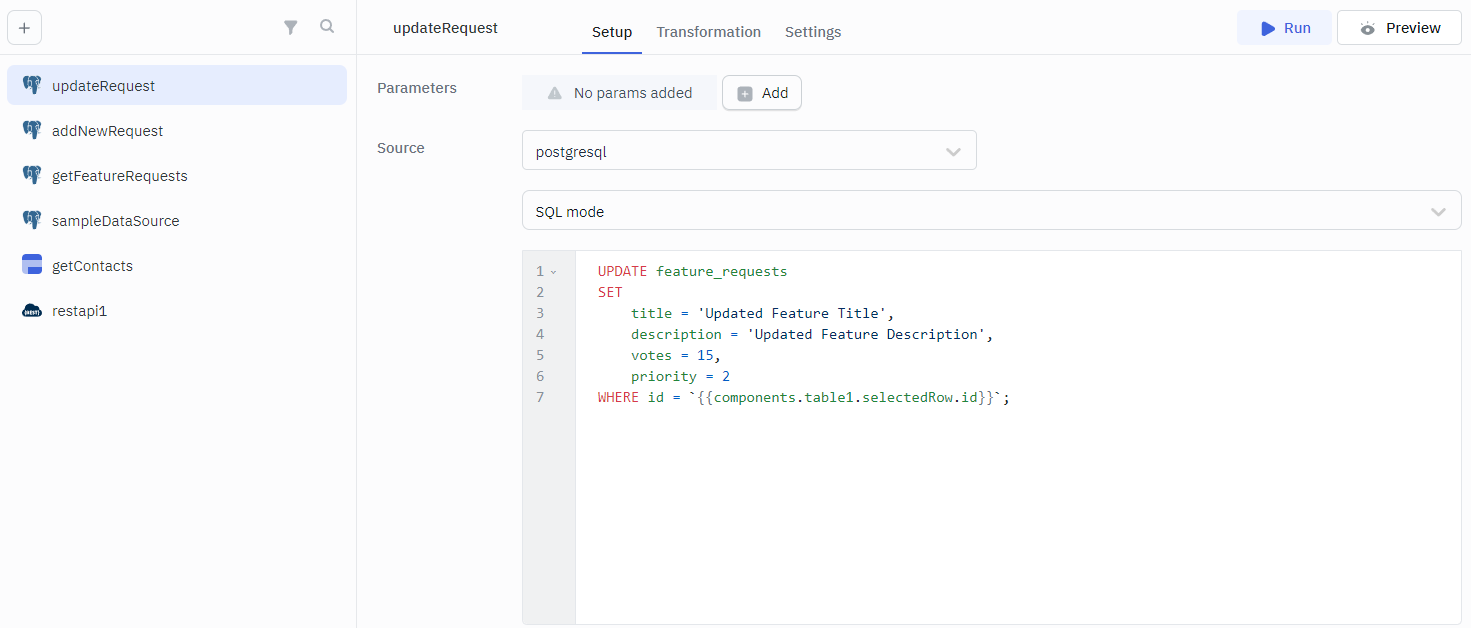 updateRequest
Setup
Transformation
Settings
Run
Preview
updateRequest
addNewRequest
getFeatureRequests
sampleDataSource
getContacts
restapi1
Parameters
No params added
Add
Source
postgresql
SQL mode
1 UPDATE feature_requests
2 SET
3 title = 'Updated Feature Title',
4 description = 'Updated Feature Description',
5 votes = 15,
6 priority = 2
7 WHERE id = `{{components.table1.selectedRow.id}}`;